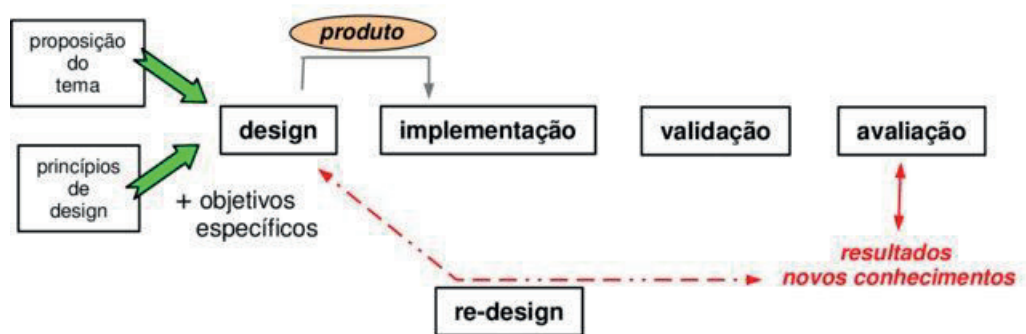 proposição
do
tema
produto
design
implementação
validação
avaliação
princípios
de
design
+ objetivos
específicos
resultados
novos conhecimentos
re-design